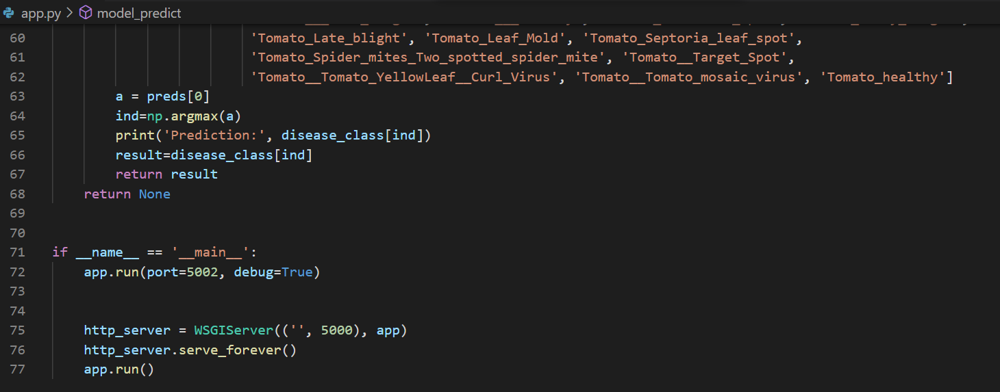 app.py > model_predict
60 'Tomato_Late_blight', 'Tomato_Leaf_Mold', 'Tomato_Septoria_leaf_spot',
61 'Tomato_Spider_mites_Two_spotted_spider_mite', 'Tomato__Target_Spot',
62 'Tomato__Tomato_YellowLeaf__Curl_Virus', 'Tomato__Tomato_mosaic_virus', 'Tomato_healthy']
63 a = preds[0]
64 ind=np.argmax(a)
65 print('Prediction:', disease_class[ind])
66 result=disease_class[ind]
67 return result
68 return None
69
70
71 if __name__ == '__main__':
72 app.run(port=5002, debug=True)
73
74
75 http_server = WSGIServer(('', 5000), app)
76 http_server.serve_forever()
77 app.run()